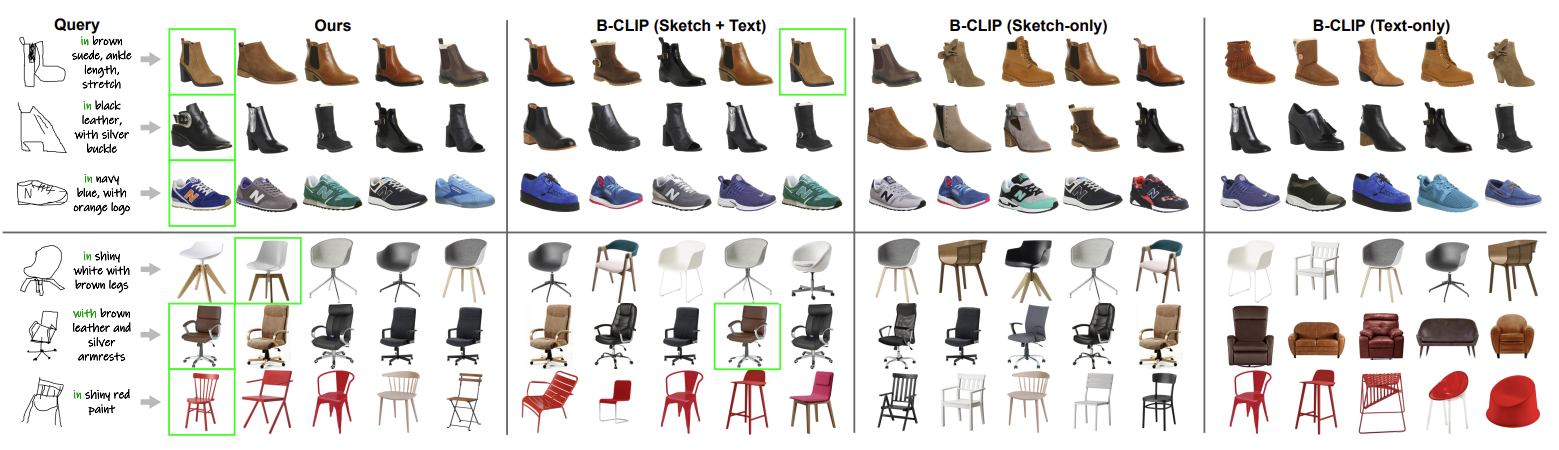 Query
Ours
B-CLIP (Sketch + Text)
B-CLIP (Sketch-only)
B-CLIP (Text-only)
in brown
suede, ankle
length,
stretch
in black
leather,
with silver
buckle
in navy
blue, with
orange logo
in shiny
white with
brown legs
with brown
leather and
silver
armrests
in shiny red
paint